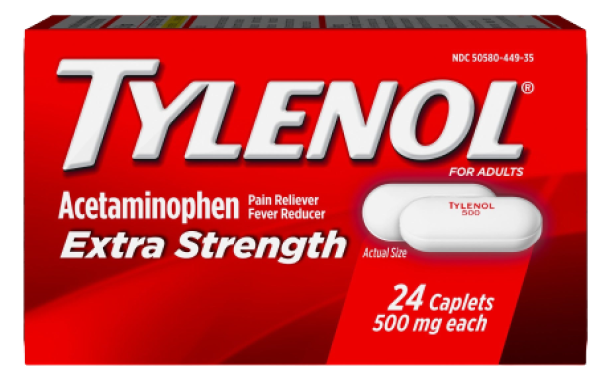 NDC 50580-449-35
TYLENOL®
FOR ADULTS
Acetaminophen Pain Reliever
Fever Reducer
Extra Strength
TYLENOL
500
Actual Size
24 Caplets
500 mg each